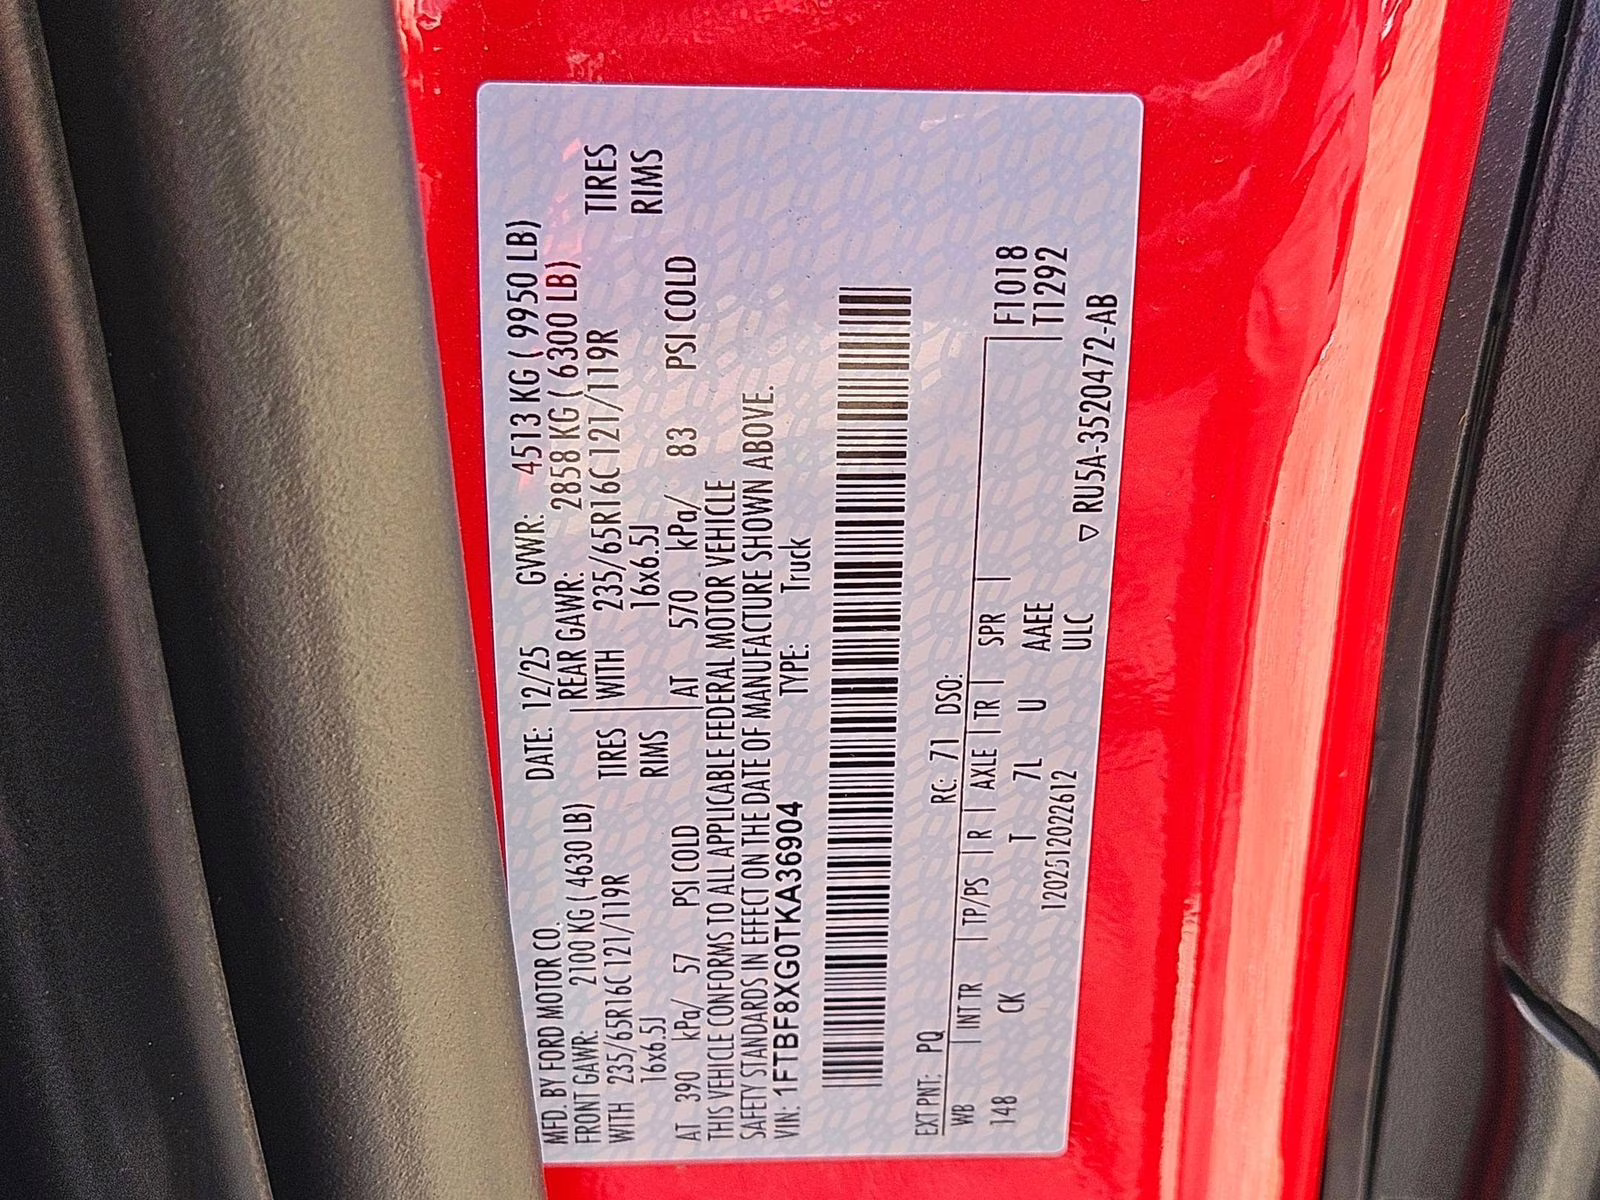 MFD. BY FORD MOTOR CO. DATE: 12/25 GVWR: 4513 KG ( 9950 LB)
FRONT GAWR: 2100 KG ( 4630 LB) REAR GAWR: 2858 KG ( 6300 LB)
WITH 235/65R16C 121/119R TIRES WITH 235/65R16C 121/119R TIRES
16x6.5J RIMS 16x6.5J RIMS
AT 390 kPa/ 57 PSI COLD AT 570 kPa/ 83 PSI COLD
THIS VEHICLE CONFORMS TO ALL APPLICABLE FEDERAL MOTOR VEHICLE
SAFETY STANDARDS IN EFFECT ON THE DATE OF MANUFACTURE SHOWN ABOVE.
VIN: 1FTBF8XG0TKA36904 TYPE: Truck
EXT PNT: PQ RC: 71 DSO:
WB INT TR TP/PS R AXLE TR SPR F1018
148 CK T 7L U AAEE T1292
120251202612 ULC
▽ RU5A-3520472-AB